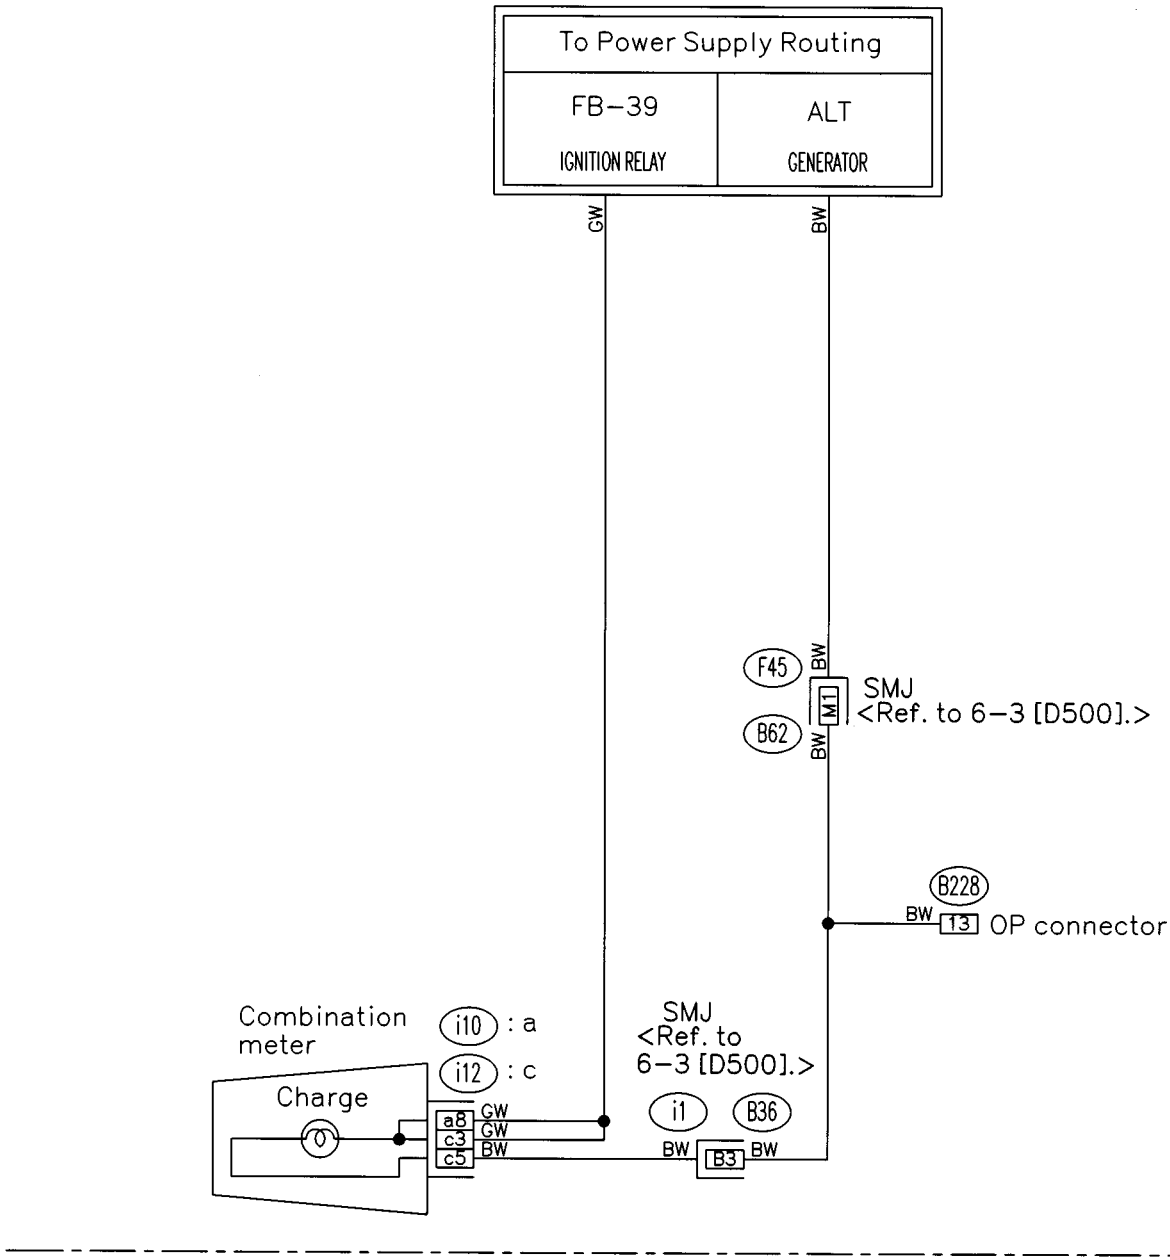 To Power Supply Routing
FB-39
IGNITION RELAY
ALT
GENERATOR
GW
BW
F45
BW
M1
SMJ
<Ref. to 6-3 [D500].>
B62
BW
B228
BW
13
OP connector
Combination
meter
i10 : a
i12 : c
SMJ
<Ref. to
6-3 [D500].>
Charge
a8
GW
c3
GW
c5
BW
i1
B36
BW
B3
BW